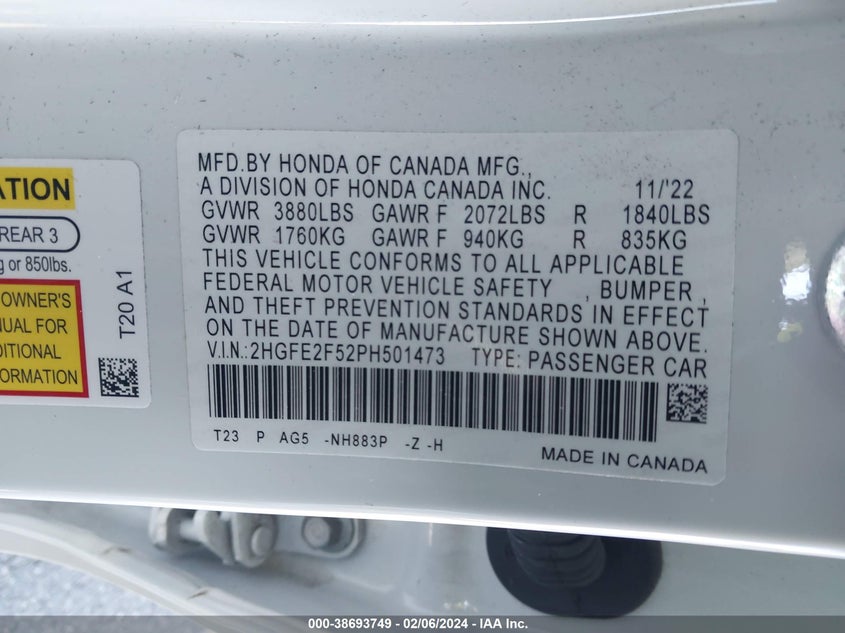 ATION
REAR 3
g or 850lbs.
OWNER'S
NUAL FOR
DITIONAL
FORMATION
T20 A1
MFD.BY HONDA OF CANADA MFG.,
A DIVISION OF HONDA CANADA INC. 11/'22
GVWR 3880LBS GAWR F 2072LBS R 1840LBS
GVWR 1760KG GAWR F 940KG R 835KG
THIS VEHICLE CONFORMS TO ALL APPLICABLE
FEDERAL MOTOR VEHICLE SAFETY , BUMPER ,
AND THEFT PREVENTION STANDARDS IN EFFECT
ON THE DATE OF MANUFACTURE SHOWN ABOVE.
V.I.N.:2HGFE2F52PH501473 TYPE: PASSENGER CAR
T23 P AG5 -NH883P -Z -H
MADE IN CANADA
000-38693749 - 02/06/2024 - IAA Inc.